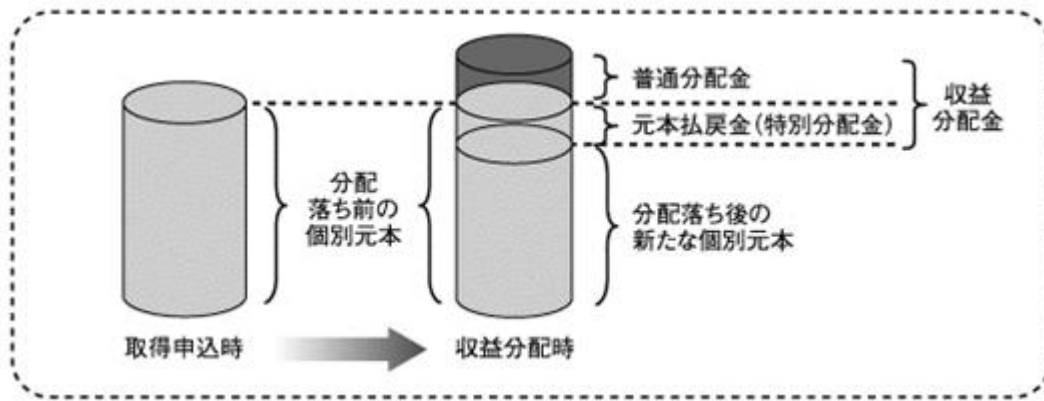 普通分配金
元本払戻金(特別分配金)
収益
分配金
分配
落ち前の
個別元本
分配落ち後の
新たな個別元本
取得申込時
収益分配時